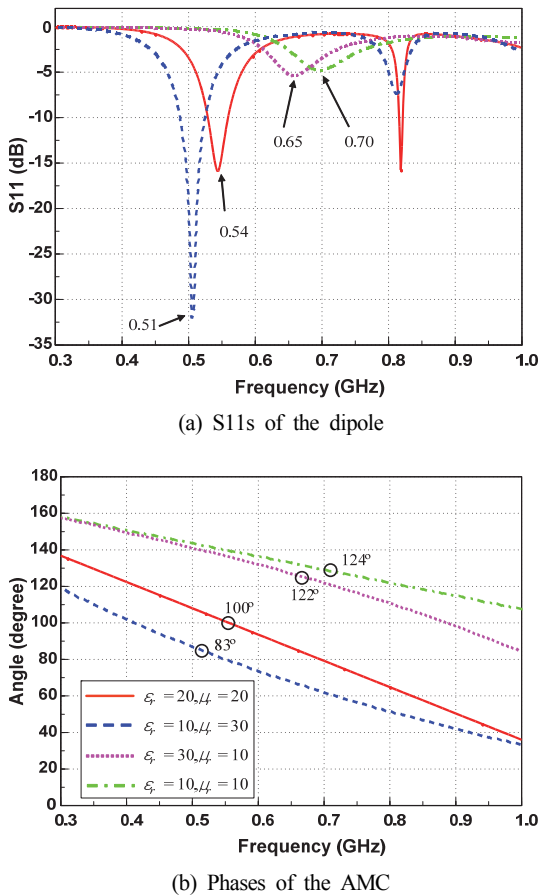 0
-5
-10
-15
-20
-25
-30
-35
S11 (dB)
0.65
0.70
0.54
0.51
0.3 0.4 0.5 0.6 0.7 0.8 0.9 1.0
Frequency (GHz)
(a) S11s of the dipole
180
160
140
120
100
80
60
40
20
0
Angle (degree)
124º
122º
100º
83º
εr =20,μr =20
εr =10,μr =30
εr =30,μr =10
εr =10,μr =10
0.3 0.4 0.5 0.6 0.7 0.8 0.9 1.0
Frequency (GHz)
(b) Phases of the AMC